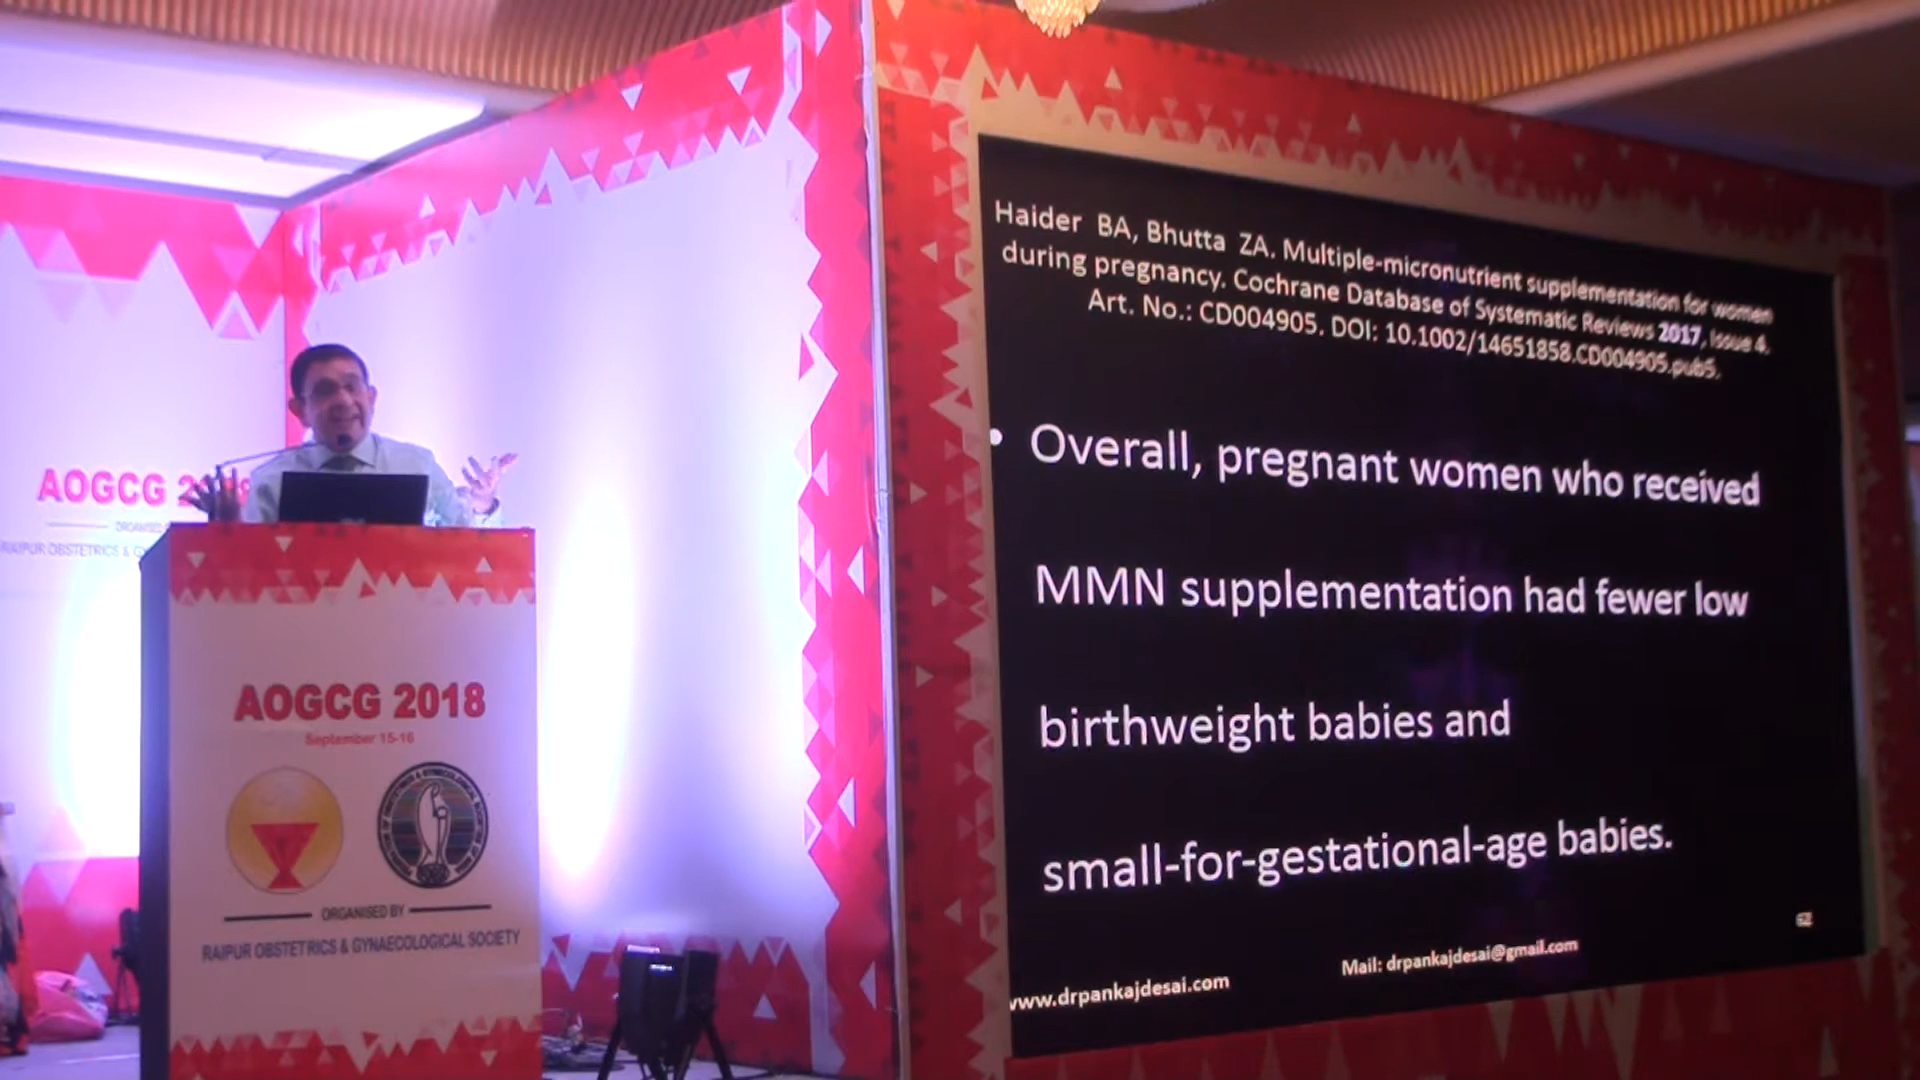 Haider BA, Bhutta ZA. Multiple-micronutrient supplementation for women
during pregnancy. Cochrane Database of Systematic Reviews 2017, Issue 4.
Art. No.: CD004905. DOI: 10.1002/14651858.CD004905.pub5.
• Overall, pregnant women who received
MMN supplementation had fewer low
birthweight babies and
small-for-gestational-age babies.
www.drpankajdesai.com
Mail: drpankajdesai@gmail.com
AOGCG
ORGANISED
RAIPUR OBSTETRICS &
AOGCG 2018
September 15-16
ORGANISED BY
RAIPUR OBSTETRICS & GYNAECOLOGICAL SOCIETY